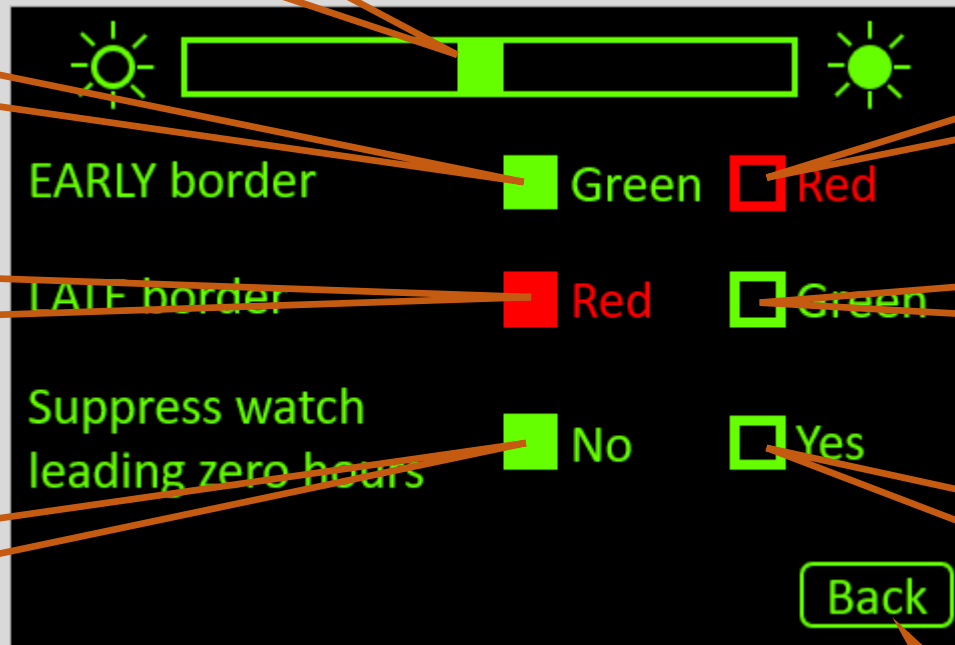 EARLY border Green Red
LATE border Red Green
Suppress watch
leading zero hours No Yes
Back